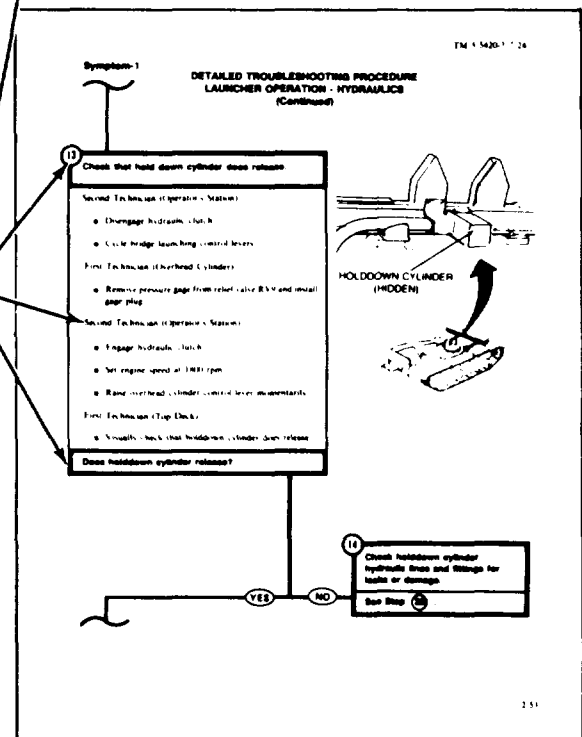 TM 5-5420-
Symptom-1
DETAILED TROUBLESHOOTING PROCEDURE
LAUNCHER OPERATION - HYDRAULICS
(Continued)
13
Check that hold down cylinder does release.
Second Technician (Operator's Station)
Disengage hydraulic clutch
Cycle bridge launching control levers
First Technician (Overhead Cylinder)
Remove pressure gage from relief valve RV9 and install
gage plug
Second Technician (Operator's Station)
Engage hydraulic clutch
Set engine speed at 1800 rpm
Raise overhead cylinder control lever momentarily
First Technician (Top Deck)
Visually check that holddown cylinder does release
Does holddown cylinder release?
HOLDDOWN CYLINDER
(HIDDEN)
14
Check holddown cylinder
hydraulic lines and fittings for
leaks or damage.
See Step
YES
NO
2-51